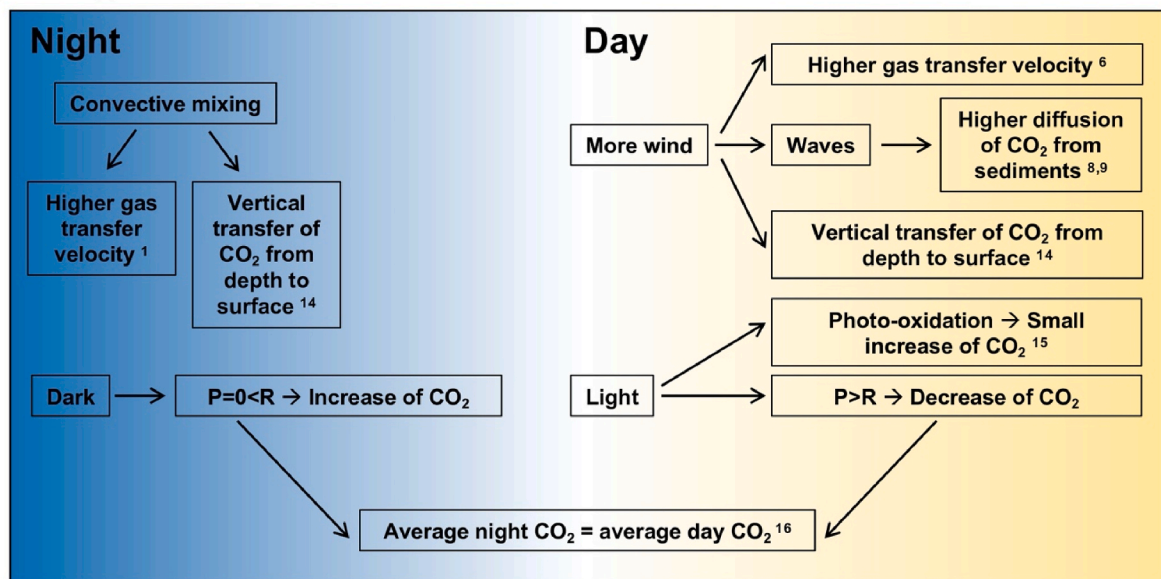 Night
Convective mixing
Higher gas
transfer
velocity ¹
Vertical
transfer of
CO₂ from
depth to
surface ¹⁴
Dark
P=0<R → Increase of CO₂
Day
More wind
Higher gas transfer velocity ⁶
Waves
Higher diffusion
of CO₂ from
sediments ⁸,⁹
Vertical transfer of CO₂ from
depth to surface ¹⁴
Light
Photo-oxidation → Small
increase of CO₂ ¹⁵
P>R → Decrease of CO₂
Average night CO₂ = average day CO₂ ¹⁶